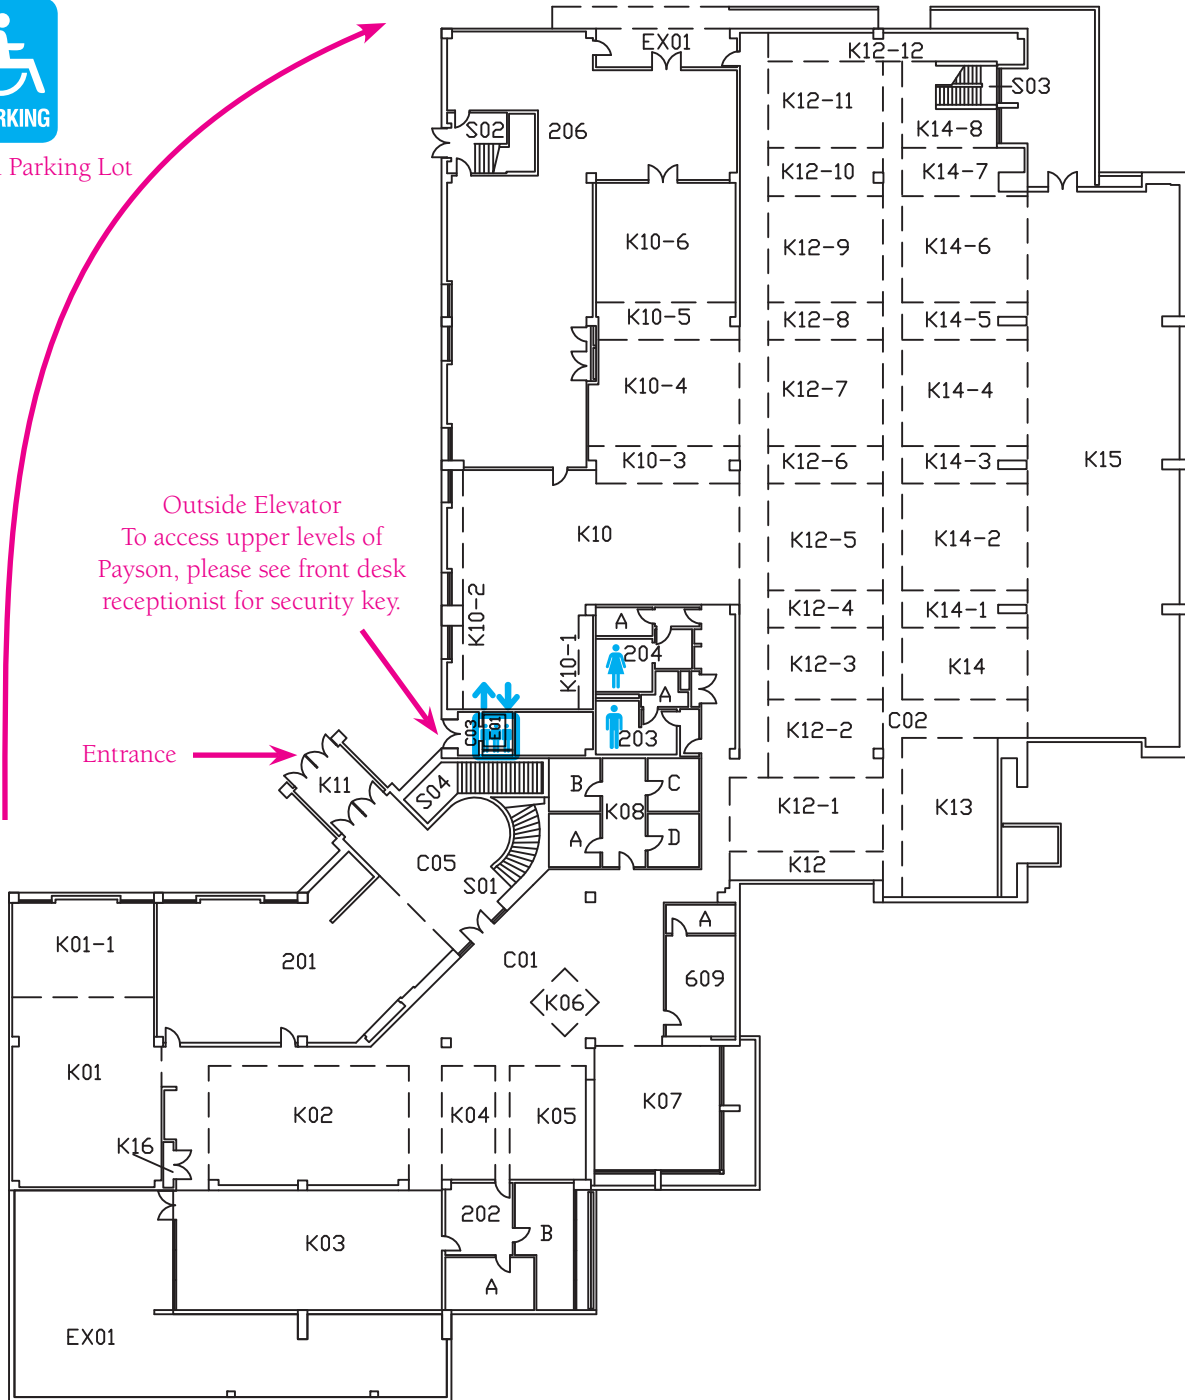 EX01
K12-12
K12-11
S03
S02
206
K14-8
RKING
Parking Lot
K12-10
K14-7
K10-6
K12-9
K14-6
K10-5
K12-8
K14-5
K10-4
K12-7
K14-4
K10-3
K12-6
K14-3
K15
Outside Elevator
To access upper levels of
Payson, please see front desk
receptionist for security key.
K10
K12-5
K14-2
K10-2
K12-4
K14-1
A
204
K10-1
K12-3
K14
A
C03
E01
203
K12-2
C02
Entrance
K11
S04
B
C
K08
K12-1
K13
A
D
C05
K12
S01
K01-1
201
C01
A
609
K06
K01
K02
K04
K05
K07
K16
202
B
K03
A
EX01